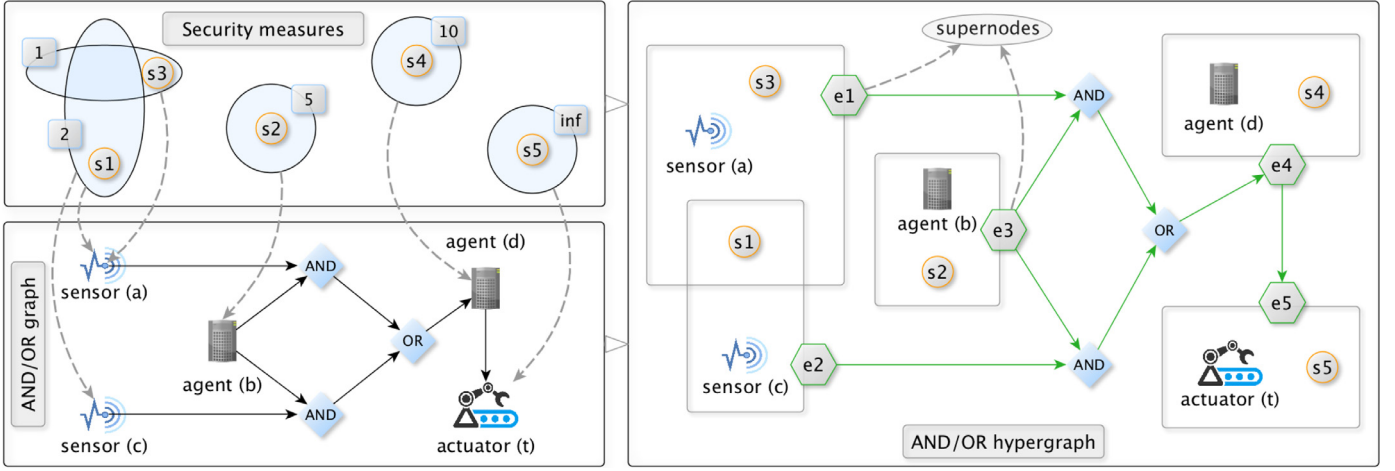 Security measures
1
s3
2
s1
5
s2
10
s4
inf
s5
AND/OR graph
sensor (a)
AND
agent (d)
agent (b)
OR
sensor (c)
AND
actuator (t)
supernodes
s3
e1
AND
sensor (a)
agent (d)
s4
e4
agent (b)
s2
e3
s1
OR
sensor (c)
e2
AND
e5
actuator (t)
s5
AND/OR hypergraph